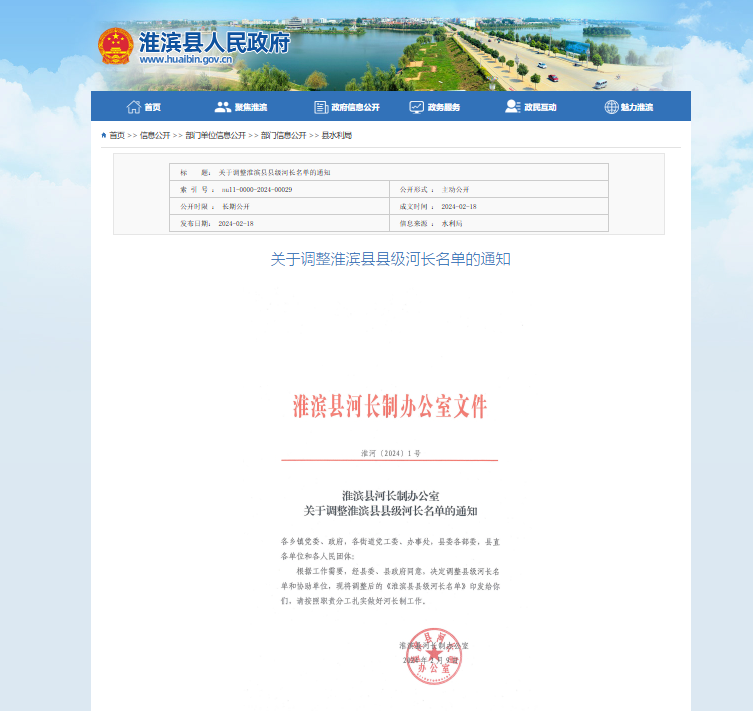 淮滨县人民政府
www.huaibin.gov.cn
首页 聚焦淮滨 政府信息公开 政务服务 政民互动 魅力淮滨
首页 >> 信息公开 >> 部门单位信息公开 >> 部门信息公开 >> 县水利局
标 题： 关于调整淮滨县县级河长名单的通知
索 引 号 ： null-0000-2024-00029 公开形式 ： 主动公开
公开时限 ： 长期公开 成文时间 ： 2024-02-18
发布日期： 2024-02-18 信息来源 ： 水利局
关于调整淮滨县县级河长名单的通知
淮滨县河长制办公室文件
淮河〔2024〕1号
淮滨县河长制办公室
关于调整淮滨县县级河长名单的通知
各乡镇党委、政府，各街道党工委、办事处，县委各部委，县直
各单位和各人民团体：
根据工作需要，经县委、县政府同意，决定调整县级河长名
单和协助单位，现将调整后的《淮滨县县级河长名单》印发给你
们，请按照职责分工扎实做好河长制工作。
淮滨县河长制办公室
办公室